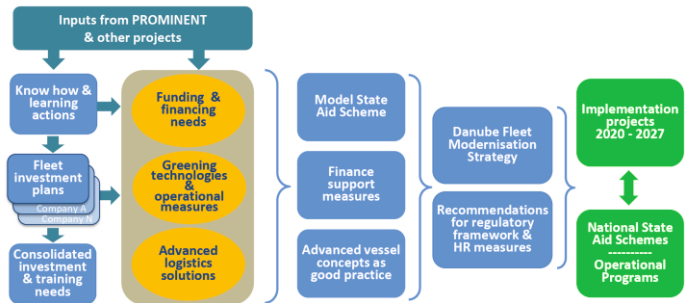 Inputs from PROMINENT
& other projects
Know how &
learning
actions
Fleet
investment
plans
Company A
Company N
Consolidated
investment
& training
needs
Funding &
financing
needs
Greening
technologies
&
operational
measures
Advanced
logistics
solutions
Model State
Aid Scheme
Finance
support
measures
Advanced vessel
concepts as
good practice
Danube Fleet
Modernisation
Strategy
Recommendations
for regulatory
framework &
HR measures
Implementation
projects
2020 - 2027
National State
Aid Schemes
----------
Operational
Programs